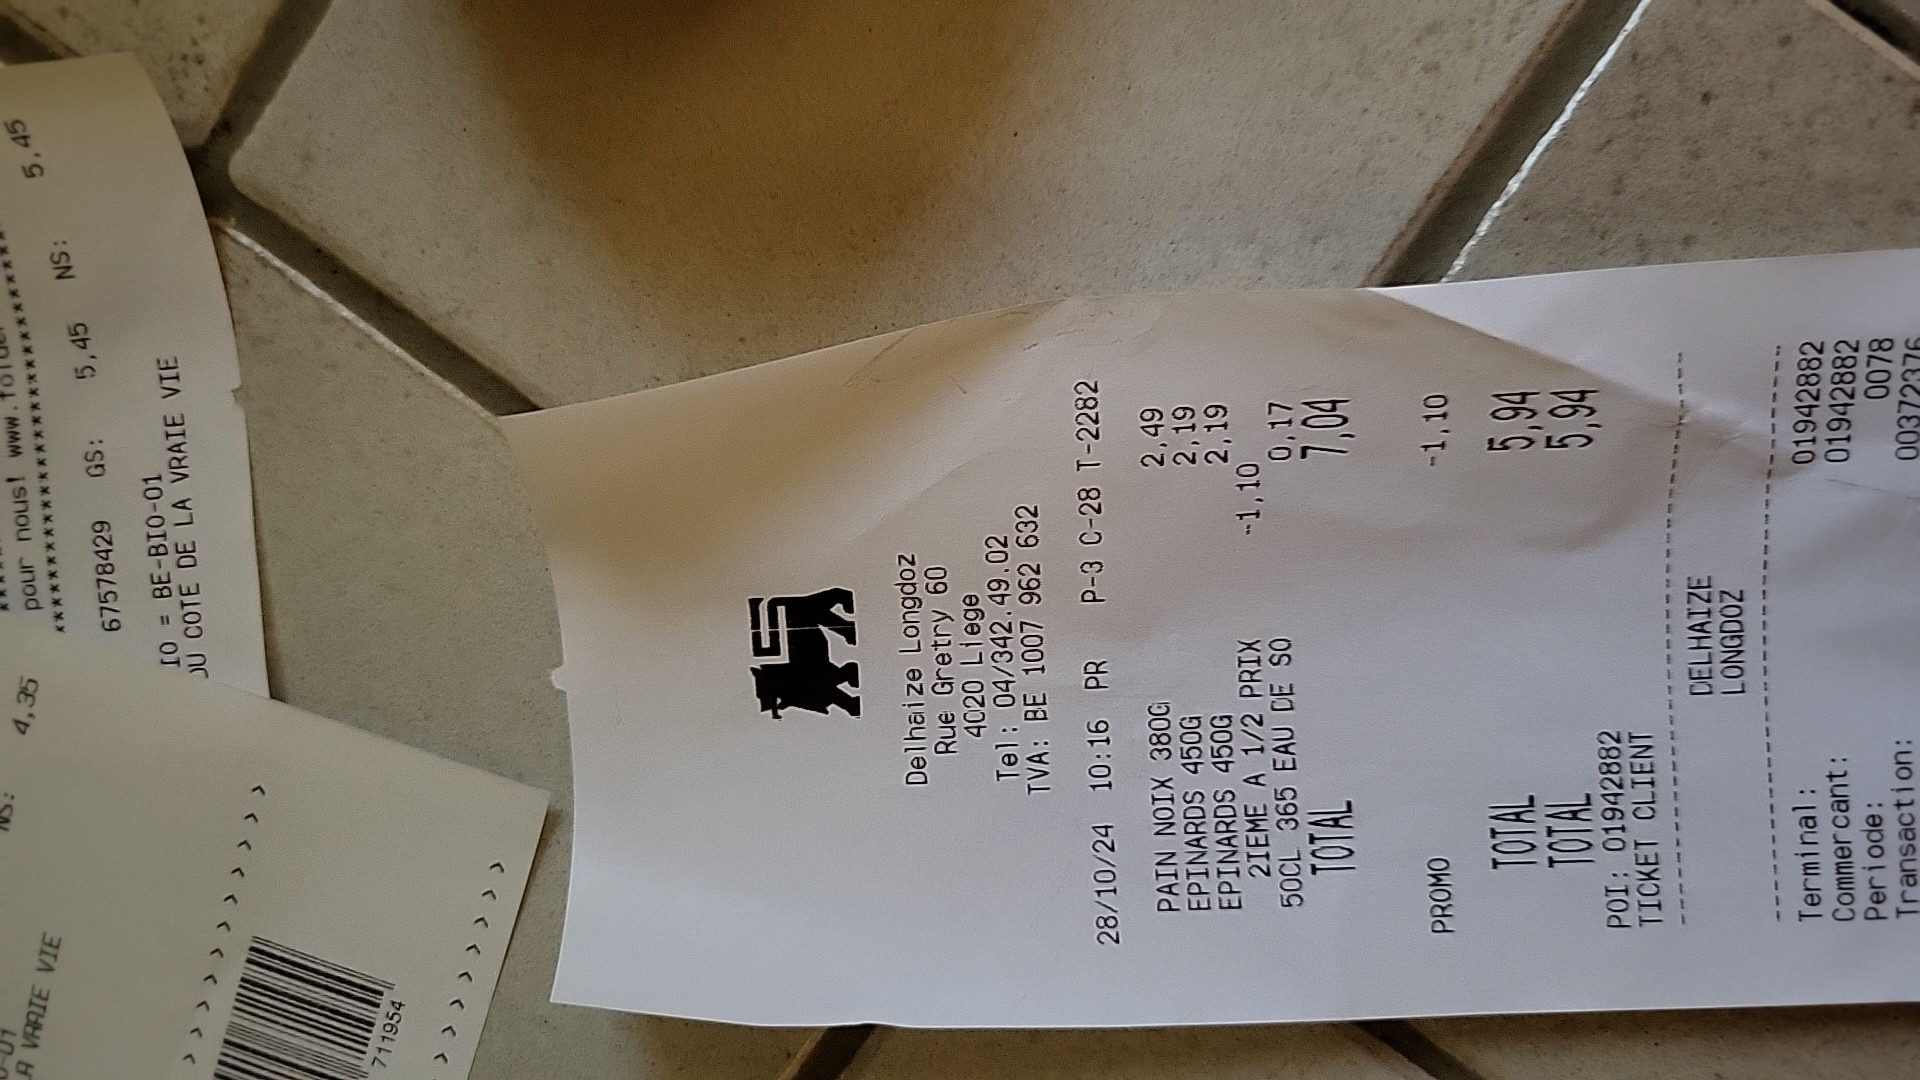 pour nous!
*****************************
5,45
67578429 GS: 5,45 NS:
IO = BE-BIO-01
DU COTE DE LA VRAIE VIE
NS: 4,35
A VRAIE VIE
>>>>>>>>>>>>>>>
711954
>>>>>>>>>>
Delhaize Longdoz
Rue Gretry 60
4020 Liege
Tel: 04/342.49.02
TVA: BE 1007 962 632
28/10/24 10:16 PR P-3 C-28 T-2282
PAIN NOIX 380G 2,49
EPINARDS 450G 2,19
EPINARDS 450G 2,19
2IEME A 1/2 PRIX -1,10
50CL 365 EAU DE SO 0,17
TOTAL 7,04
PROMO -1,10
TOTAL 5,94
TOTAL 5,94
POI: 01942882
TICKET CLIENT
--------------------------------
DELHAIZE
LONGDOZ
--------------------------------
Terminal: 01942882
Commercant: 01942882
Periode: 0078
Transaction: 00372376